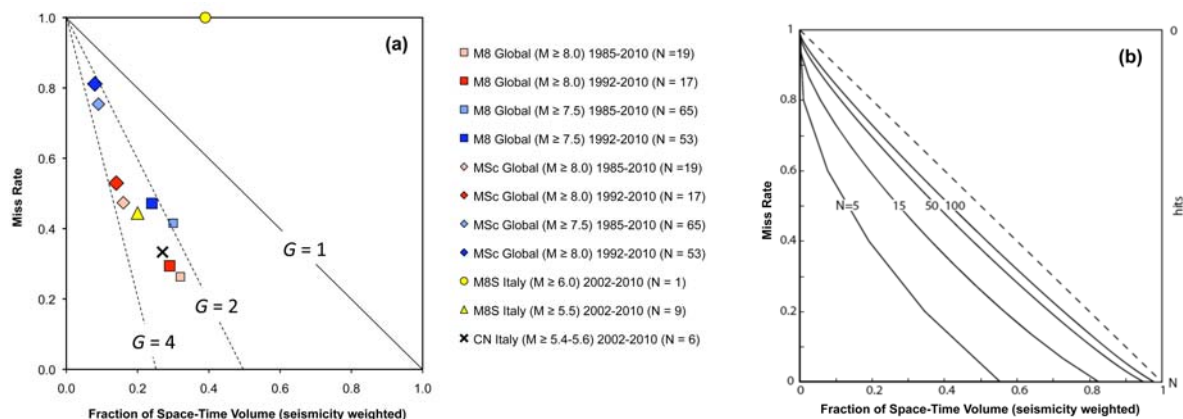 (a)
1.0
0.8
0.6
0.4
0.2
0.0
Miss Rate
G = 1
G = 2
G = 4
0.0 0.2 0.4 0.6 0.8 1.0
Fraction of Space-Time Volume (seismicity weighted)
M8 Global (M ≥ 8.0) 1985-2010 (N =19)
M8 Global (M ≥ 8.0) 1992-2010 (N = 17)
M8 Global (M ≥ 7.5) 1985-2010 (N = 65)
M8 Global (M ≥ 7.5) 1992-2010 (N = 53)
MSc Global (M ≥ 8.0) 1985-2010 (N =19)
MSc Global (M ≥ 8.0) 1992-2010 (N = 17)
MSc Global (M ≥ 7.5) 1985-2010 (N = 65)
MSc Global (M ≥ 8.0) 1992-2010 (N = 53)
M8S Italy (M ≥ 6.0) 2002-2010 (N = 1)
M8S Italy (M ≥ 5.5) 2002-2010 (N = 9)
CN Italy (M ≥ 5.4-5.6) 2002-2010 (N = 6)
(b)
1
0.8
0.6
0.4
0.2
0
Miss Rate
N=5 15 50 100
0
hits
N
0 0.2 0.4 0.6 0.8 1
Fraction of Space-Time Volume (seismicity weighted)